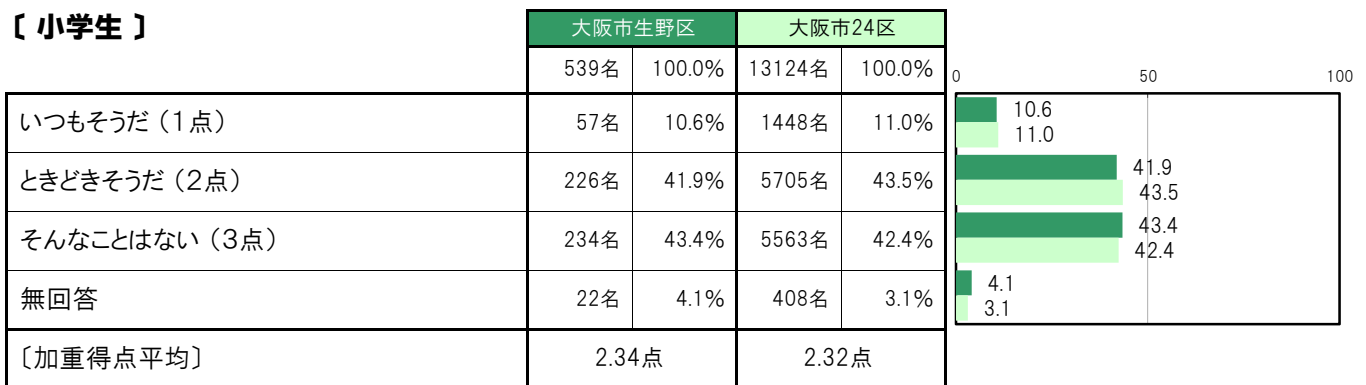 〔 小学生 〕
大阪市生野区 大阪市24区
539名 100.0% 13124名 100.0%
0 50 100
いつもそうだ（1点） 57名 10.6% 1448名 11.0%
10.6
11.0
ときどきそうだ（2点） 226名 41.9% 5705名 43.5%
41.9
43.5
そんなことはない（3点） 234名 43.4% 5563名 42.4%
43.4
42.4
無回答 22名 4.1% 408名 3.1%
4.1
3.1
〔加重得点平均〕 2.34点 2.32点